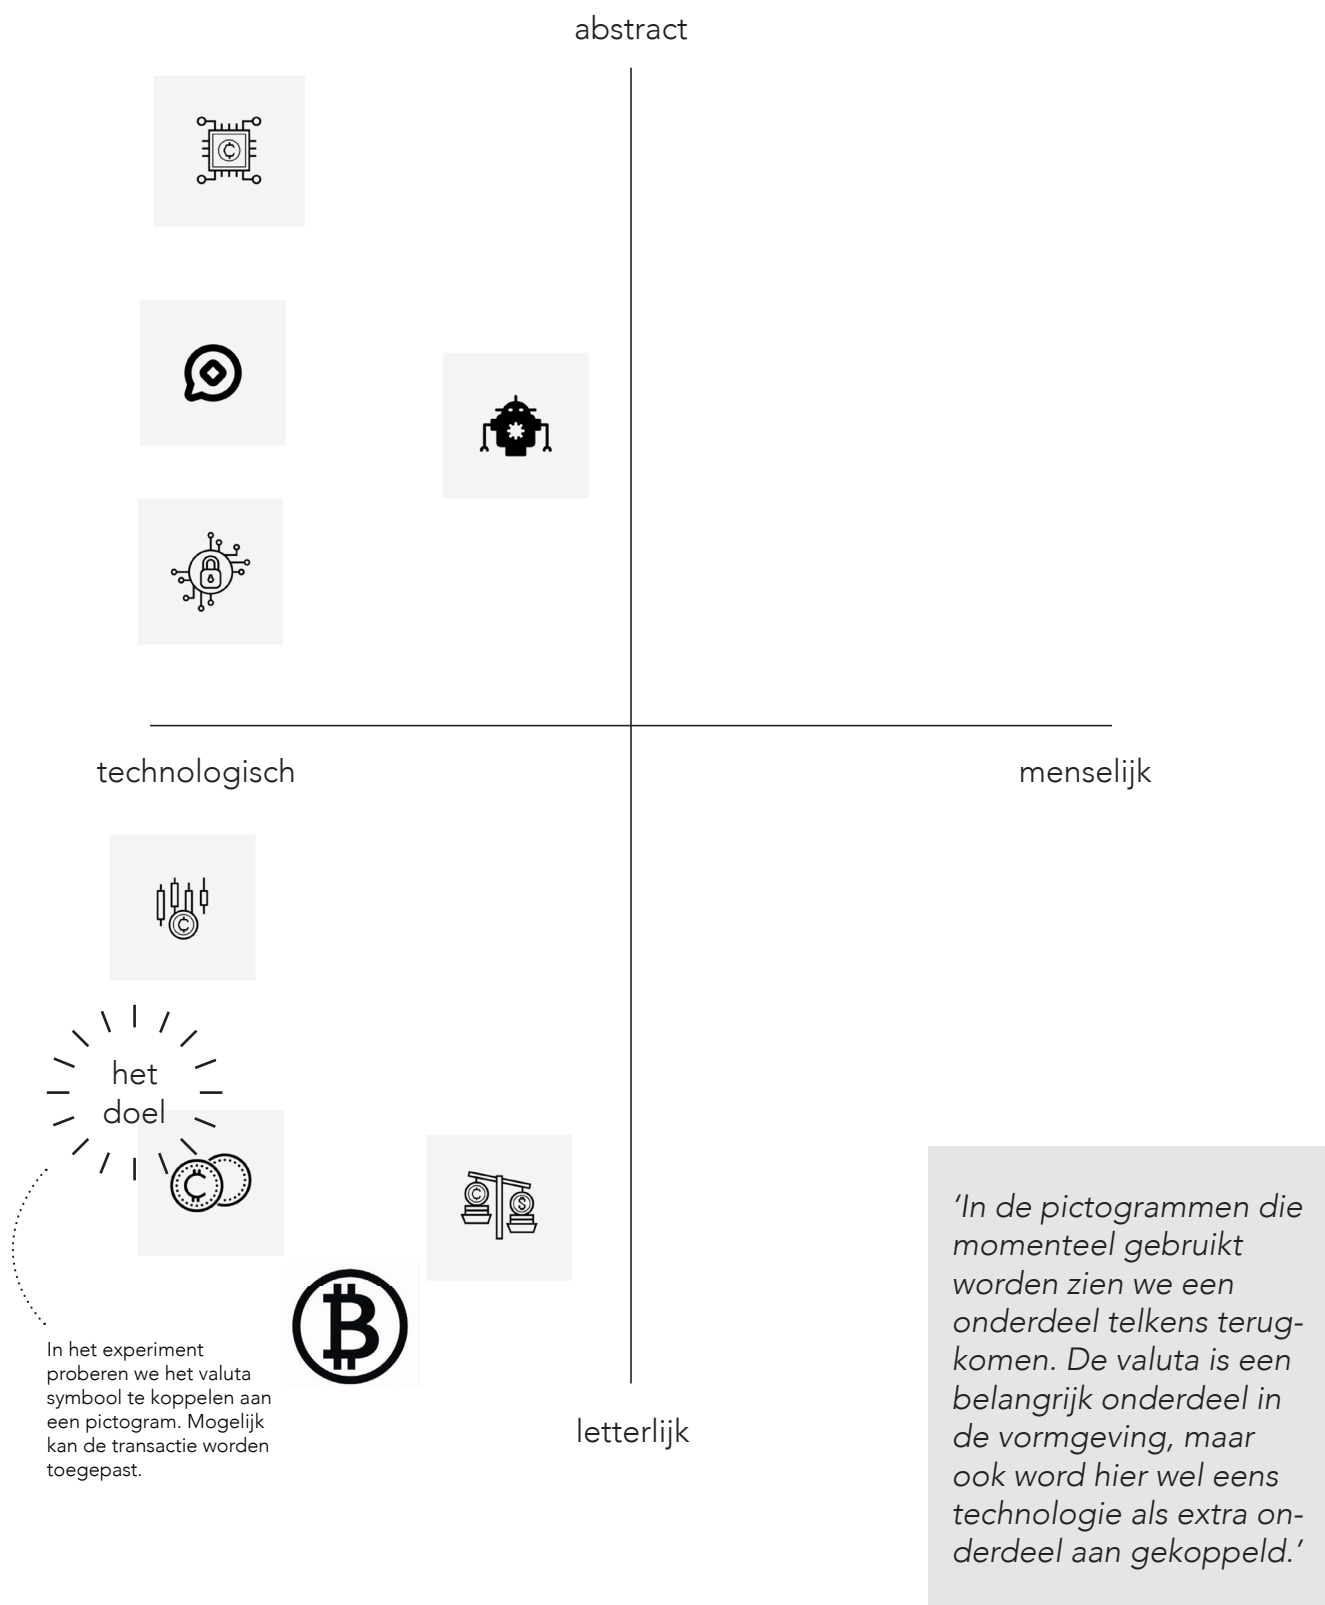 abstract
technologisch
menselijk
het
doel
In het experiment
proberen we het valuta
symbool te koppelen aan
een pictogram. Mogelijk
kan de transactie worden
toegepast.
letterlijk
‘In de pictogrammen die
momenteel gebruikt
worden zien we een
onderdeel telkens terug-
komen. De valuta is een
belangrijk onderdeel in
de vormgeving, maar
ook word hier wel eens
technologie als extra on-
derdeel aan gekoppeld.’